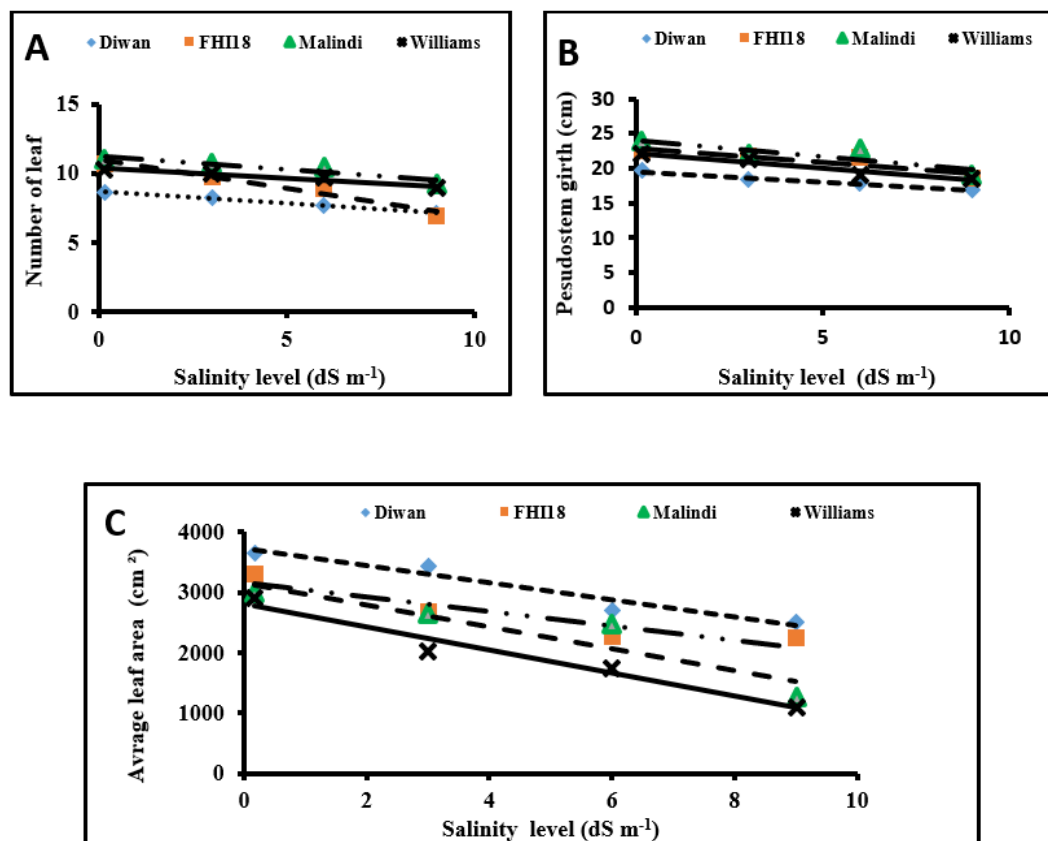 A
Diwan FHI18 Malindi Williams
Number of leaf
15
10
5
0
0 5 10
Salinity level (dS m⁻¹)
B
Diwan FHI18 Malindi Williams
Pesudostem girth (cm)
30
25
20
15
10
5
0
0 5 10
Salinity level (dS m⁻¹)
C
Diwan FHI18 Malindi Williams
Avrage leaf area (cm ²)
4000
3000
2000
1000
0
0 2 4 6 8 10
Salinity level (dS m⁻¹)